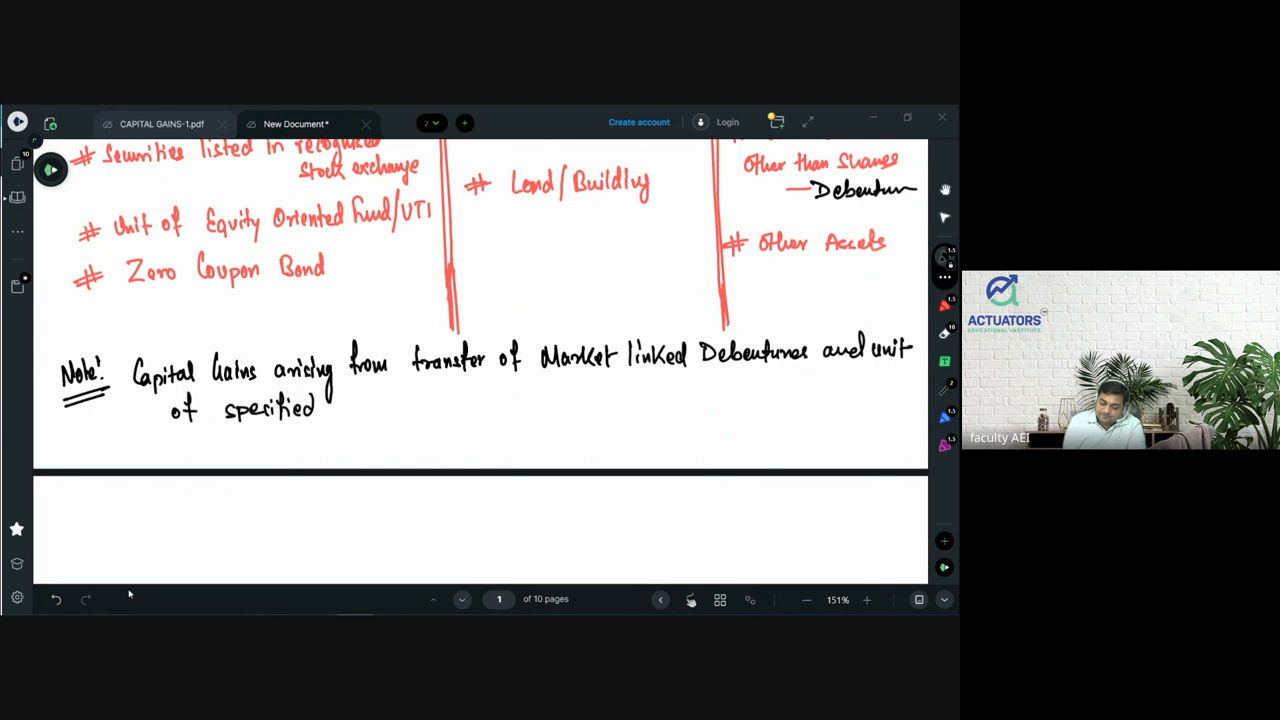 CAPITAL GAINS-1.pdf
New Document*
2
Create account
Login
# Securities listed in recognised
Stock exchange
# Unit of Equity Oriented Fund/UTI
# Zero Coupon Bond
# Land/Building
Other than Shares
— Debenture
# Other Assets
Note: Capital Gains arising from transfer of Market linked Debentures and unit
of specified
1
of 10 pages
151%
ACTUATORS
EDUCATIONAL INSTITUTE
faculty AEI